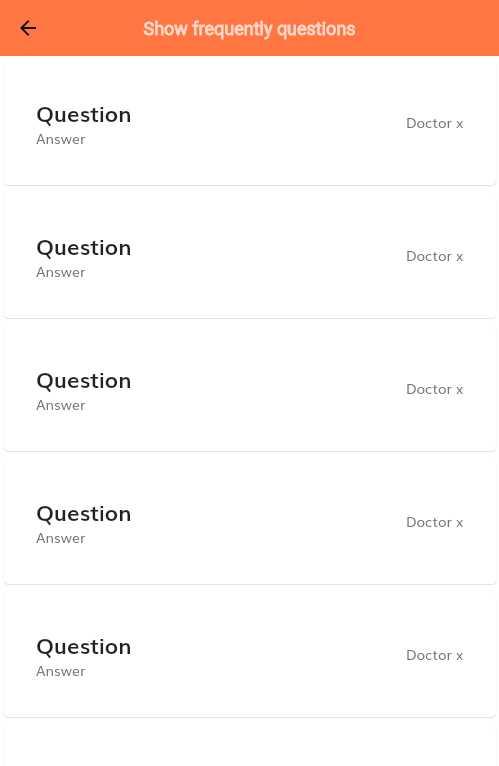 Show frequently questions
Question
Answer
Doctor x
Question
Answer
Doctor x
Question
Answer
Doctor x
Question
Answer
Doctor x
Question
Answer
Doctor x